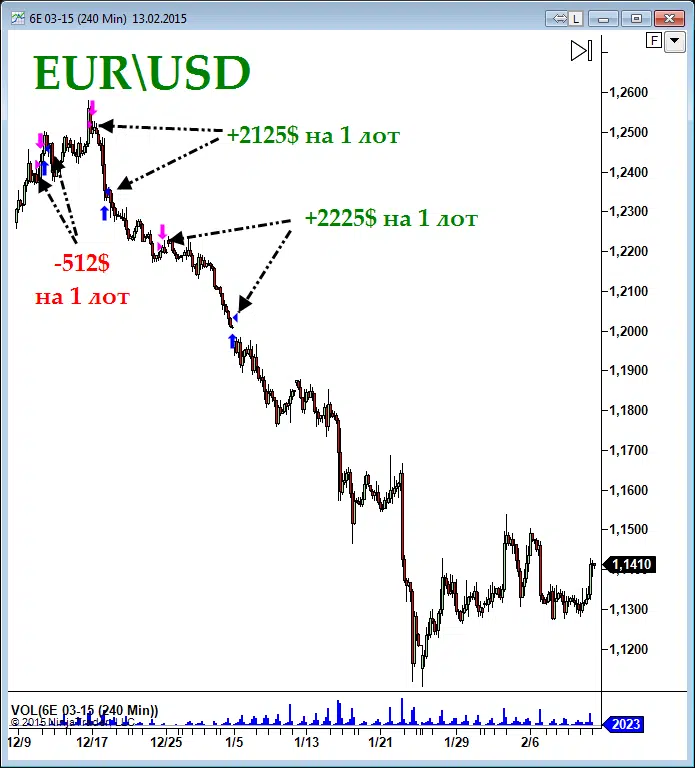 6E 03-15 (240 Min)  13.02.2015
L
F
EUR\USD
1,2600
1,2500
+2125$ на 1 лот
1,2400
1,2300
+2225$ на 1 лот
1,2200
-512$
на 1 лот
1,2100
1,2000
1,1900
1,1800
1,1700
1,1600
1,1500
1,1410
1,1300
1,1200
VOL(6E 03-15 (240 Min))
© 2015 NinjaTrader, LLC
2023
12/9 12/17 12/25 1/5 1/13 1/21 1/29 2/6